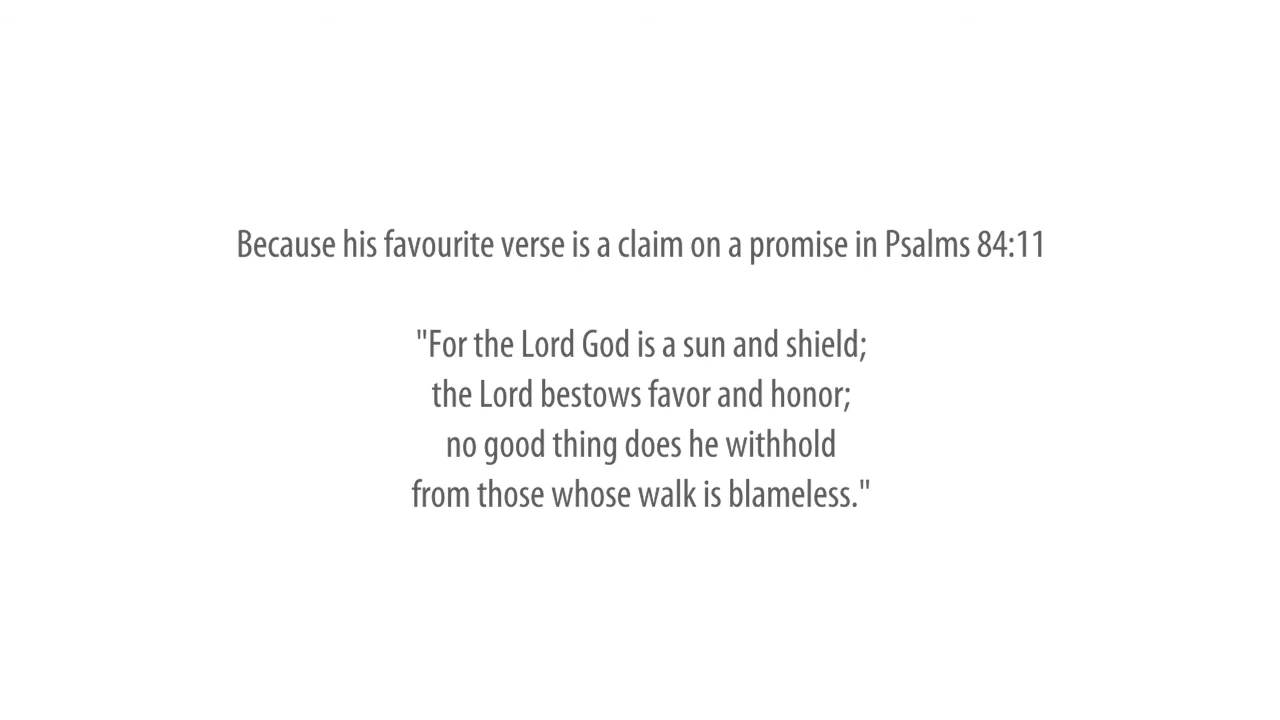 Because his favourite verse is a claim on a promise in Psalms 84:11
"For the Lord God is a sun and shield;
the Lord bestows favor and honor;
no good thing does he withhold
from those whose walk is blameless."